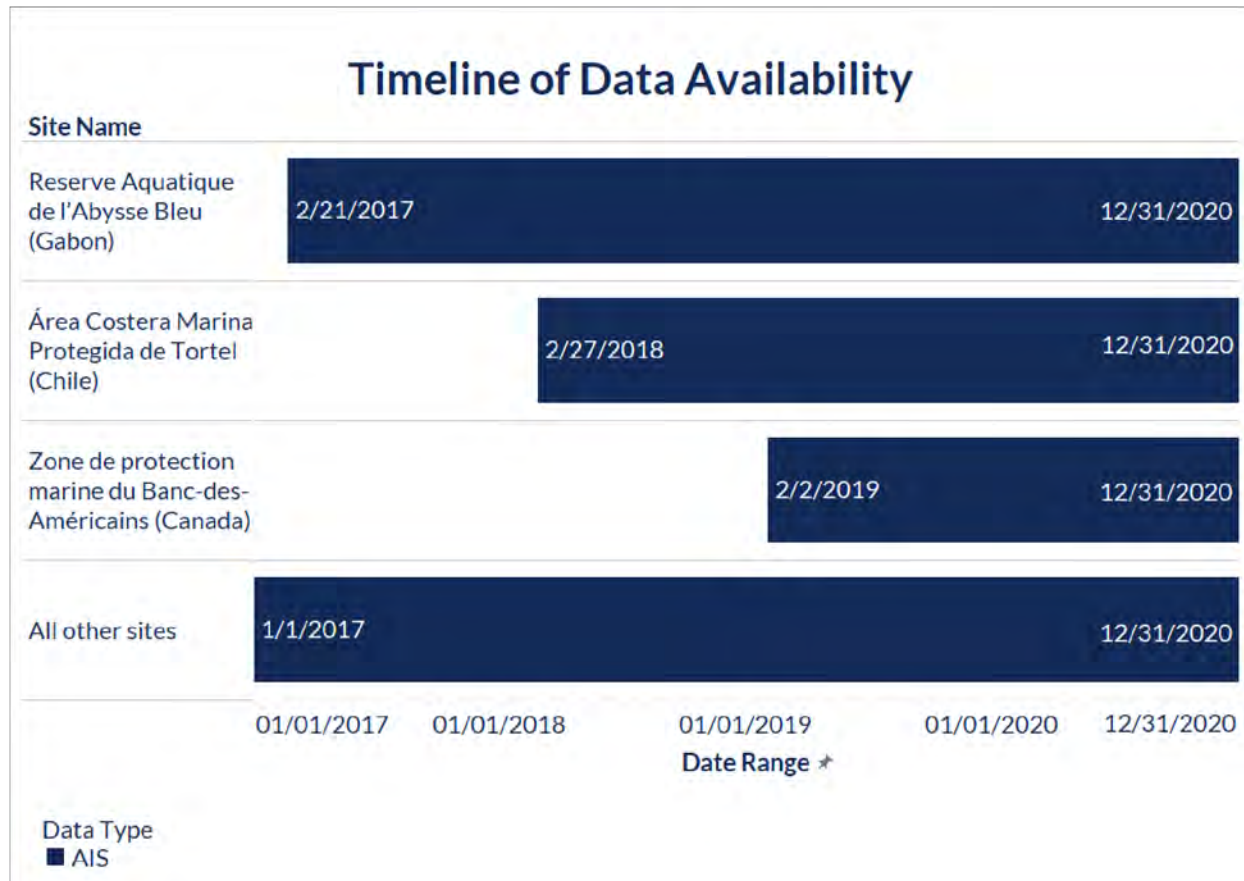 Timeline of Data Availability
Site Name
Reserve Aquatique
de l'Abysse Bleu
(Gabon)
2/21/2017
12/31/2020
Área Costera Marina
Protegida de Tortel
(Chile)
2/27/2018
12/31/2020
Zone de protection
marine du Banc-des-
Américains (Canada)
2/2/2019
12/31/2020
All other sites
1/1/2017
12/31/2020
01/01/2017 01/01/2018 01/01/2019 01/01/2020 12/31/2020
Date Range
Data Type
AIS